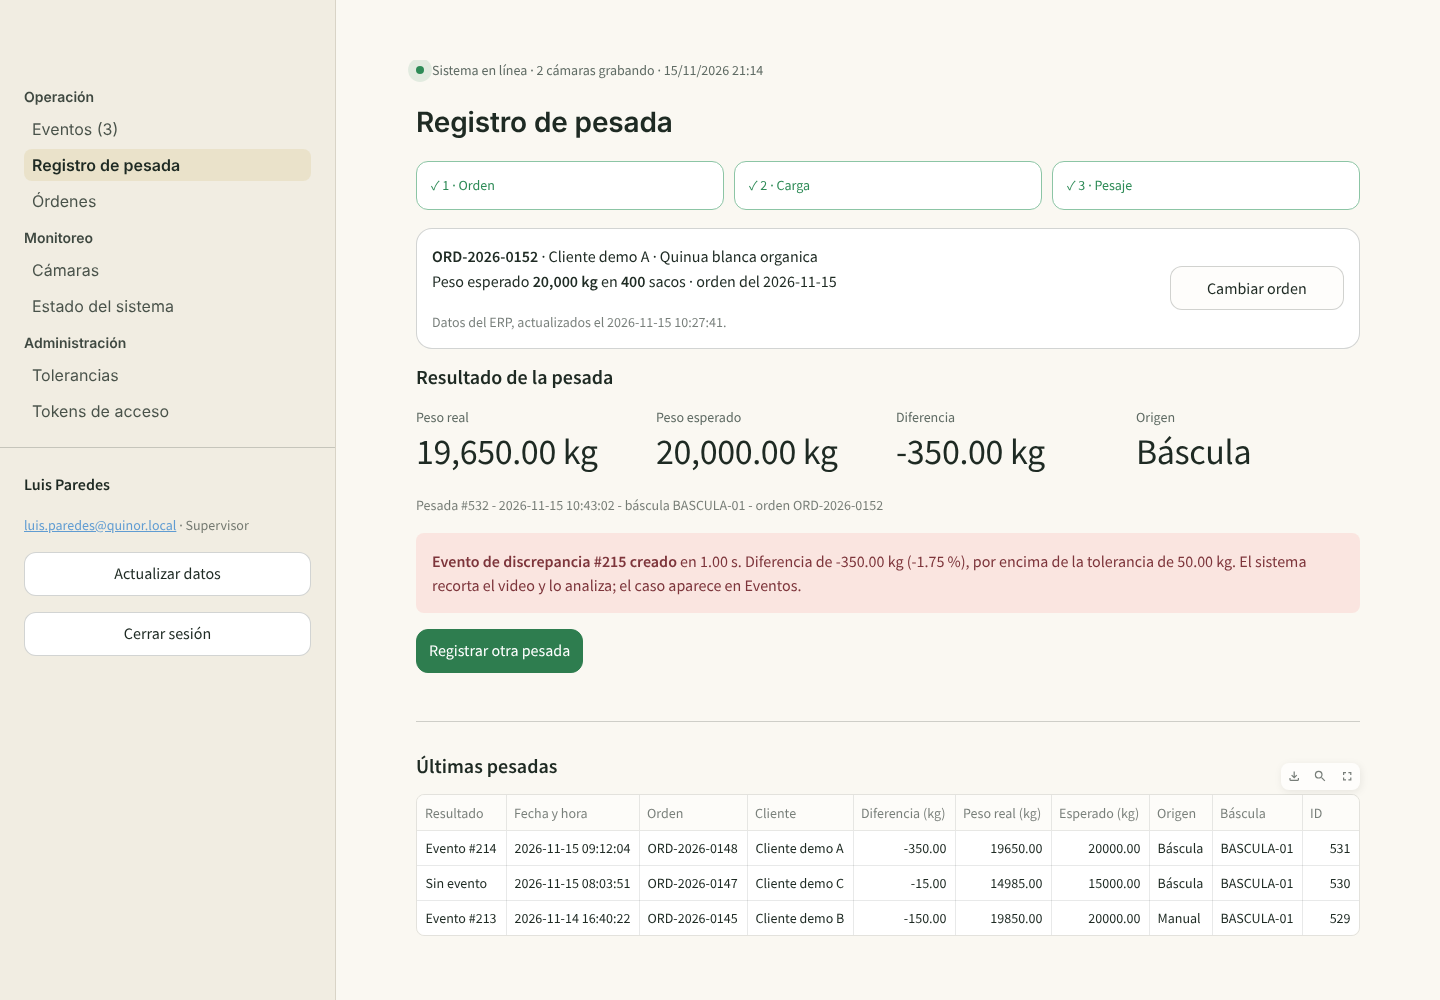 Operación
Eventos (3)
Registro de pesada
Órdenes
Monitoreo
Cámaras
Estado del sistema
Administración
Tolerancias
Tokens de acceso
Luis Paredes
luis.paredes@quinor.local · Supervisor
Actualizar datos
Cerrar sesión
Sistema en línea · 2 cámaras grabando · 15/11/2026 21:14
Registro de pesada
✓ 1 · Orden
✓ 2 · Carga
✓ 3 · Pesaje
ORD-2026-0152 · Cliente demo A · Quinua blanca organica
Peso esperado 20,000 kg en 400 sacos · orden del 2026-11-15
Datos del ERP, actualizados el 2026-11-15 10:27:41.
Cambiar orden
Resultado de la pesada
Peso real Peso esperado Diferencia Origen
19,650.00 kg 20,000.00 kg -350.00 kg Báscula
Pesada #532 - 2026-11-15 10:43:02 - báscula BASCULA-01 - orden ORD-2026-0152
Evento de discrepancia #215 creado en 1.00 s. Diferencia de -350.00 kg (-1.75 %), por encima de la tolerancia de 50.00 kg. El sistema
recorta el video y lo analiza; el caso aparece en Eventos.
Registrar otra pesada
Últimas pesadas
Resultado Fecha y hora Orden Cliente Diferencia (kg) Peso real (kg) Esperado (kg) Origen Báscula ID
Evento #214 2026-11-15 09:12:04 ORD-2026-0148 Cliente demo A -350.00 19650.00 20000.00 Báscula BASCULA-01 531
Sin evento 2026-11-15 08:03:51 ORD-2026-0147 Cliente demo C -15.00 14985.00 15000.00 Báscula BASCULA-01 530
Evento #213 2026-11-14 16:40:22 ORD-2026-0145 Cliente demo B -150.00 19850.00 20000.00 Manual BASCULA-01 529